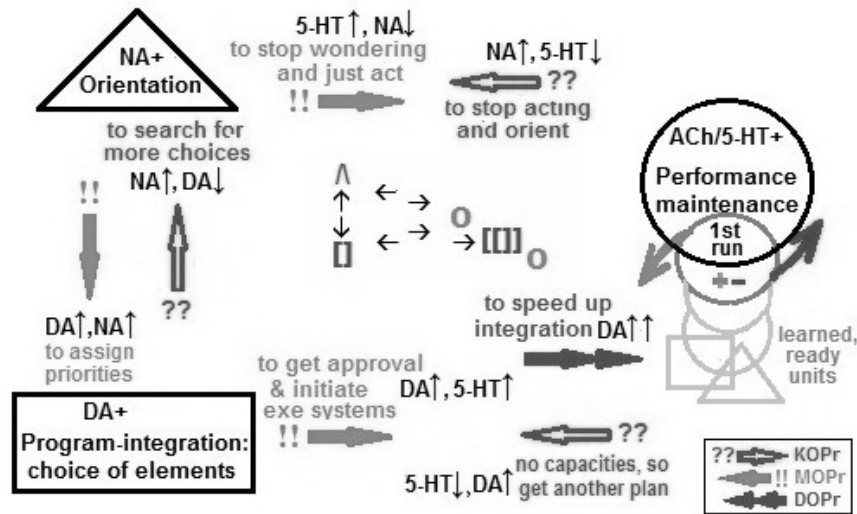 NA+
Orientation
5-HT↑, NA↓
to stop wondering
and just act
!!
NA↑, 5-HT↓
??
to stop acting
and orient
ACh/5-HT+
Performance
maintenance
1st
run
+-
to search for
more choices
NA↑, DA↓
!!
??
Λ
[]
O
[[]]
O
DA↑,NA↑
to assign
priorities
to speed up
integration DA↑↑
learned,
ready
units
DA+
Program-integration:
choice of elements
to get approval
& initiate
exe systems
!!
DA↑, 5-HT↑
??
5-HT↓,DA↑
no capacities, so
get another plan
?? KOPr
!! MOPr
DOPr